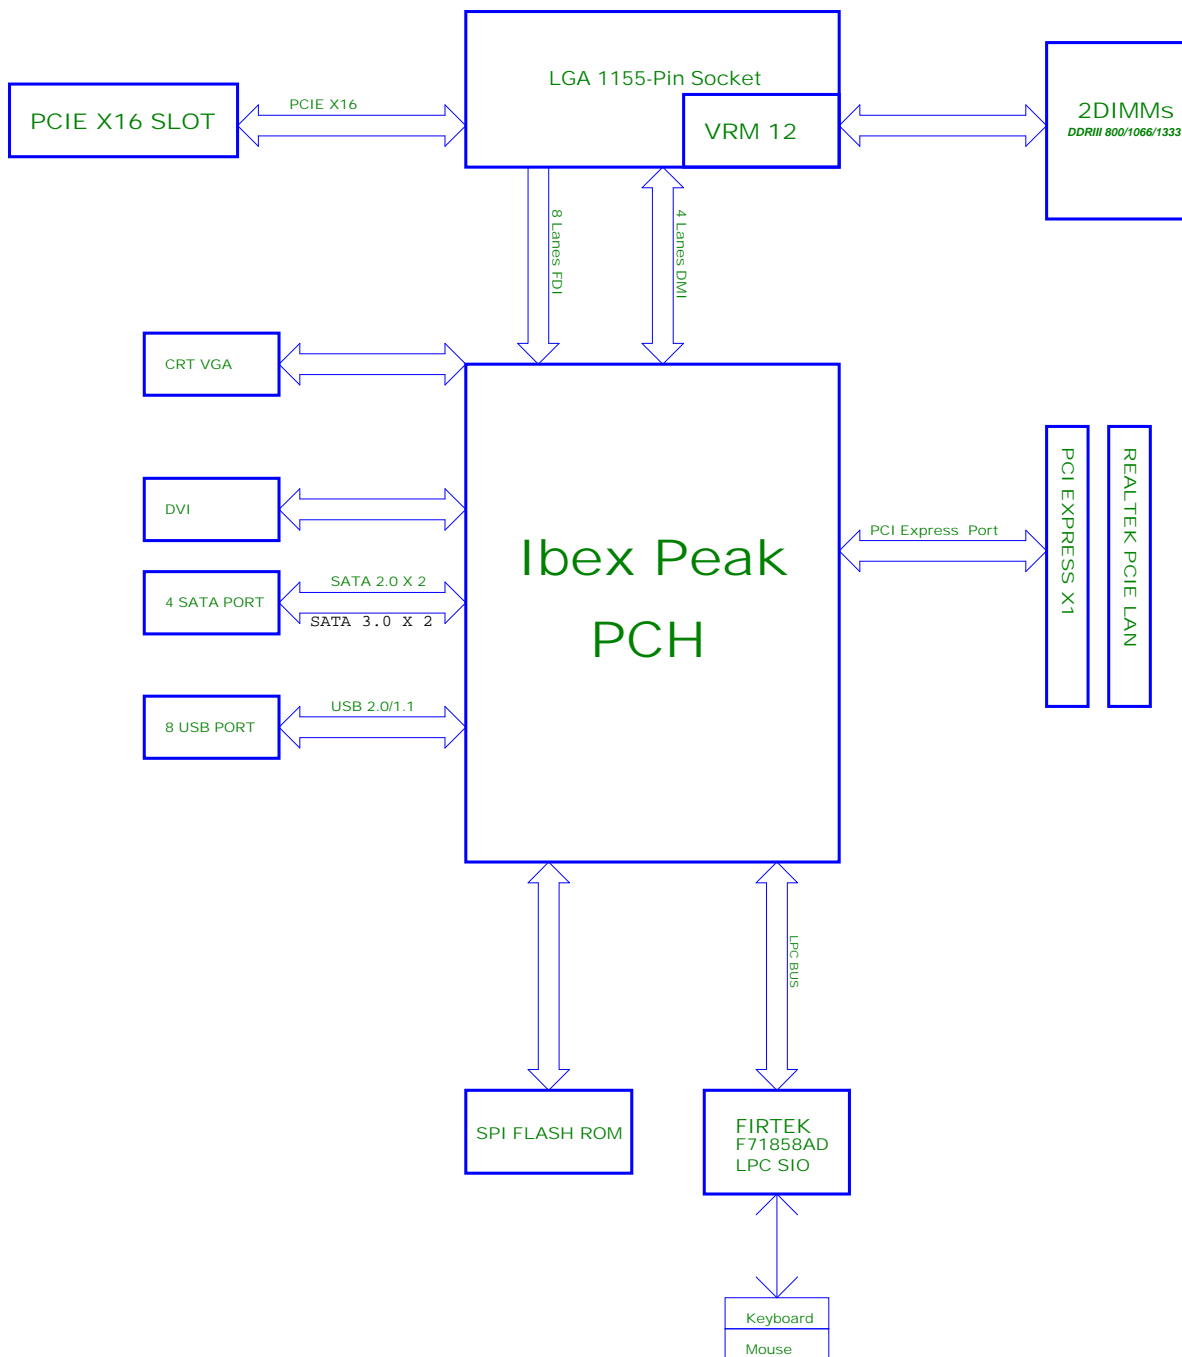 LGA 1155-Pin Socket
PCIE X16 SLOT
PCIE X16
VRM 12
2DIMMs
DDRIII 800/1066/1333
8 Lanes FDI
4 Lanes DMI
CRT VGA
DVI
4 SATA PORT
SATA 2.0 X 2
SATA 3.0 X 2
8 USB PORT
USB 2.0/1.1
Ibex Peak
PCH
PCI Express Port
PCI EXPRESS X1
REALTEK PCIE LAN
LPC BUS
SPI FLASH ROM
FIRTEK
F71858AD
LPC SIO
Keyboard
Mouse